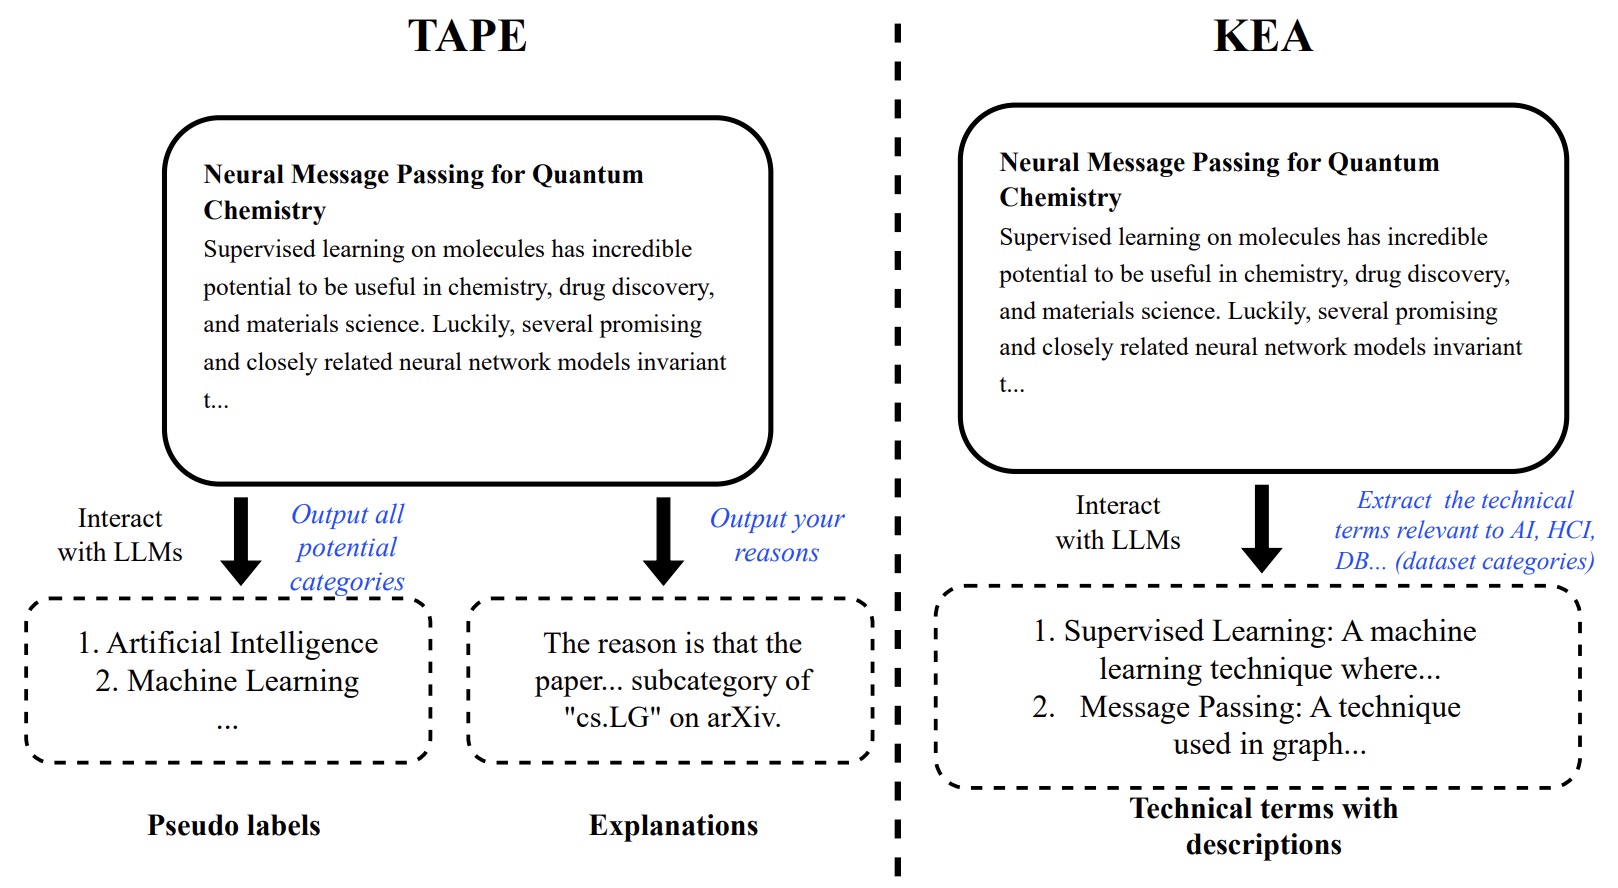 TAPE
Neural Message Passing for Quantum
Chemistry
Supervised learning on molecules has incredible
potential to be useful in chemistry, drug discovery,
and materials science. Luckily, several promising
and closely related neural network models invariant
t...
Interact
with LLMs
Output all
potential
categories
Output your
reasons
1. Artificial Intelligence
2. Machine Learning
...
The reason is that the
paper... subcategory of
"cs.LG" on arXiv.
Pseudo labels
Explanations
KEA
Neural Message Passing for Quantum
Chemistry
Supervised learning on molecules has incredible
potential to be useful in chemistry, drug discovery,
and materials science. Luckily, several promising
and closely related neural network models invariant
t...
Interact
with LLMs
Extract the technical
terms relevant to AI, HCI,
DB... (dataset categories)
1. Supervised Learning: A machine
learning technique where...
2. Message Passing: A technique
used in graph...
Technical terms with
descriptions